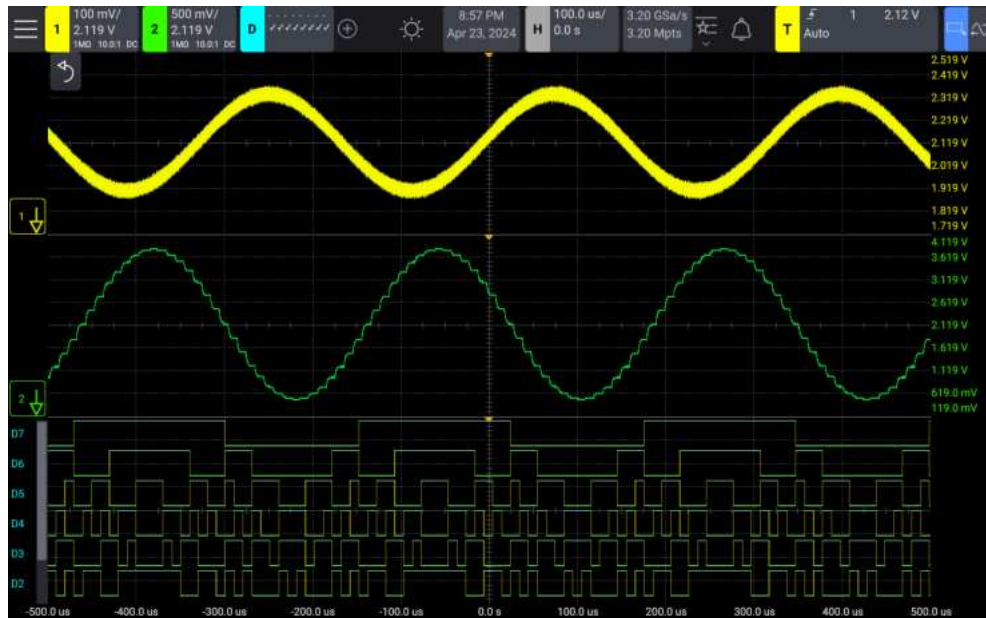 1 100 mV/ 2.119 V 1MΩ 10.0:1 DC
2 500 mV/ 2.119 V 1MΩ 10.0:1 DC
D
8:57 PM
Apr 23, 2024
H 100.0 us/ 0.0 s
3.20 GSa/s
3.20 Mpts
T 1 2.12 V
Auto
2.519 V
2.419 V
2.319 V
2.219 V
2.119 V
2.019 V
1.919 V
1 1.819 V
1.719 V
4.119 V
3.619 V
3.119 V
2.619 V
2.119 V
1.619 V
1.119 V
2 619.0 mV
119.0 mV
D7
D6
D5
D4
D3
D2
-500.0 us -400.0 us -300.0 us -200.0 us -100.0 us 0.0 s 100.0 us 200.0 us 300.0 us 400.0 us 500.0 us